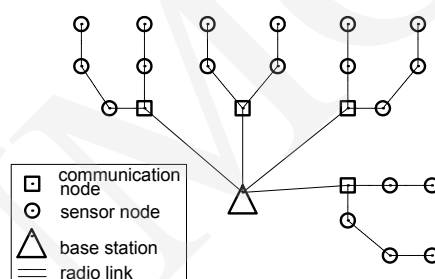 communication
node
sensor node
base station
radio link